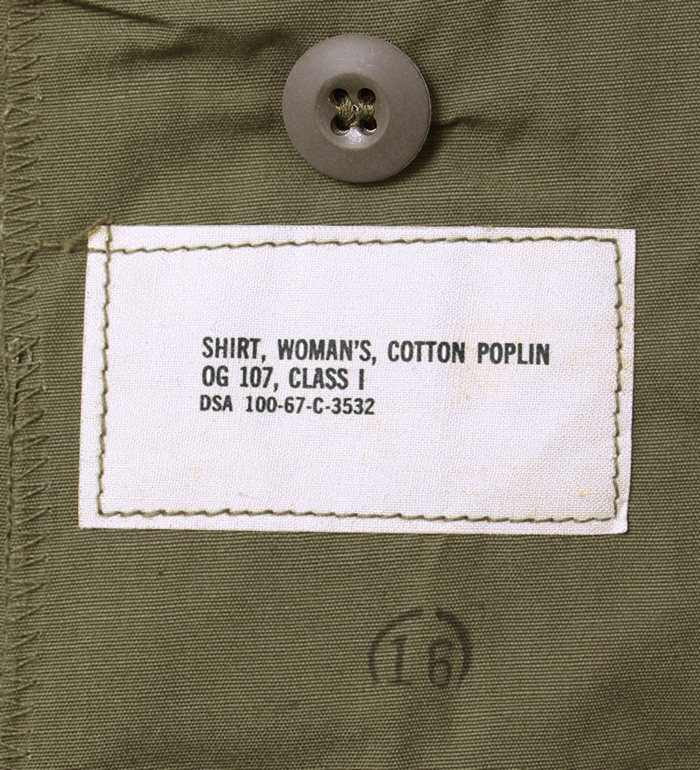 SHIRT, WOMAN'S, COTTON POPLIN
OG 107, CLASS I
DSA 100-67-C-3532
(16)